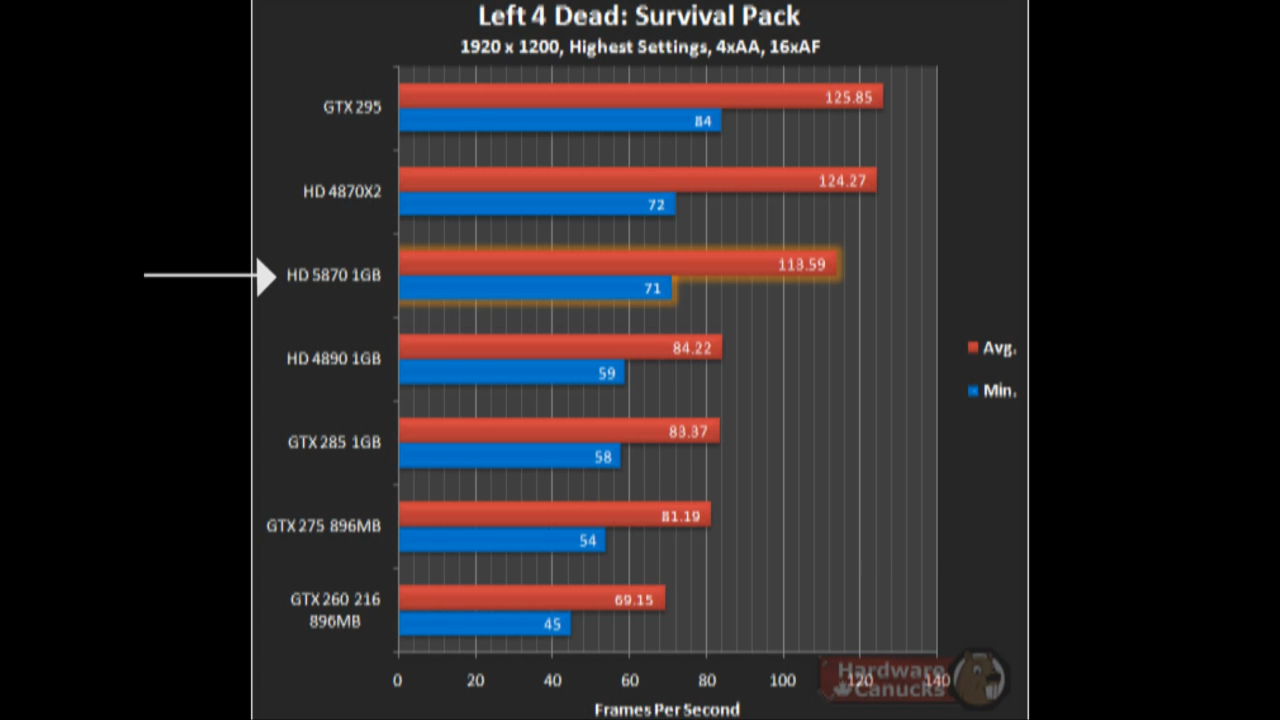 Left 4 Dead: Survival Pack
1920 x 1200, Highest Settings, 4xAA, 16xAF
GTX 295
125.85
84
HD 4870X2
124.27
72
HD 5870 1GB
113.59
71
HD 4890 1GB
84.22
59
GTX 285 1GB
83.37
58
GTX 275 896MB
81.19
54
GTX 260 216
896MB
69.15
45
Avg.
Min.
0 20 40 60 80 100 120 140
Hardware
Canucks
Frames Per Second